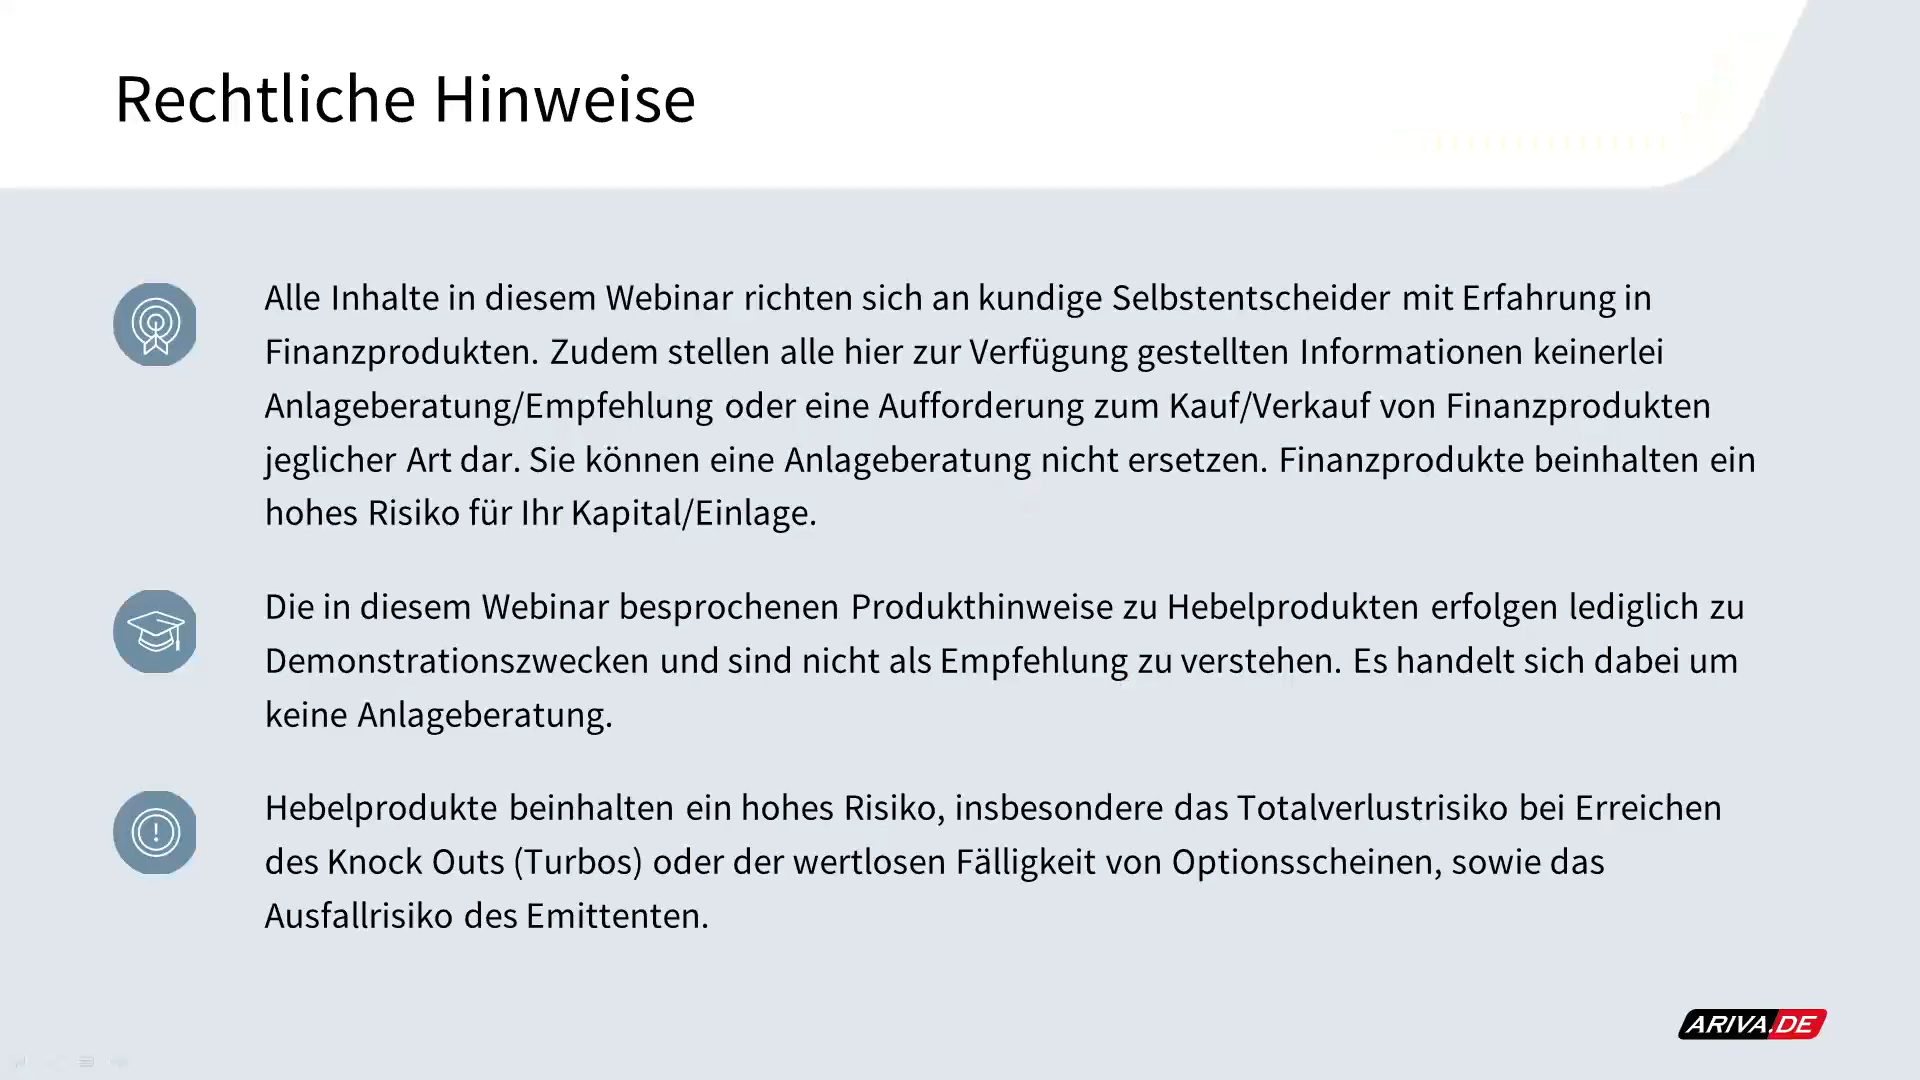 Rechtliche Hinweise
Alle Inhalte in diesem Webinar richten sich an kundige Selbstentscheider mit Erfahrung in
Finanzprodukten. Zudem stellen alle hier zur Verfügung gestellten Informationen keinerlei
Anlageberatung/Empfehlung oder eine Aufforderung zum Kauf/Verkauf von Finanzprodukten
jeglicher Art dar. Sie können eine Anlageberatung nicht ersetzen. Finanzprodukte beinhalten ein
hohes Risiko für Ihr Kapital/Einlage.
Die in diesem Webinar besprochenen Produkthinweise zu Hebelprodukten erfolgen lediglich zu
Demonstrationszwecken und sind nicht als Empfehlung zu verstehen. Es handelt sich dabei um
keine Anlageberatung.
Hebelprodukte beinhalten ein hohes Risiko, insbesondere das Totalverlustrisiko bei Erreichen
des Knock Outs (Turbos) oder der wertlosen Fälligkeit von Optionsscheinen, sowie das
Ausfallrisiko des Emittenten.
ARIVA.DE